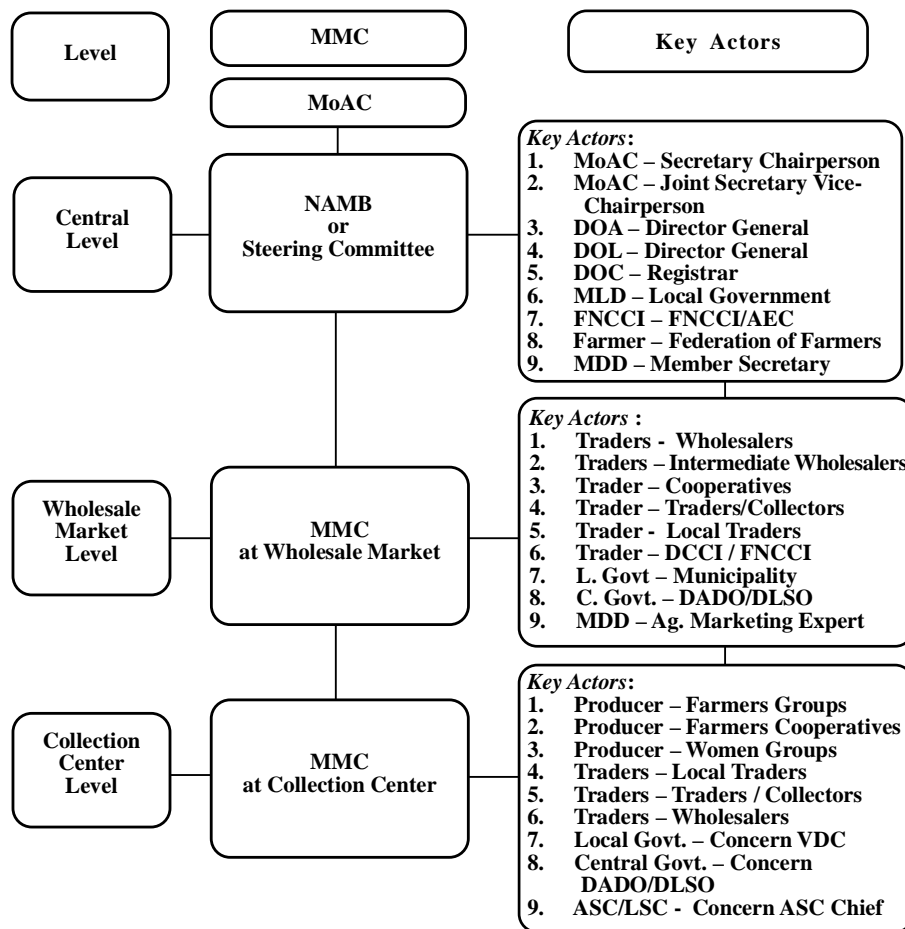 Level
MMC
Key Actors
MoAC
Central
Level
NAMB
or
Steering Committee
Key Actors:
1. MoAC – Secretary Chairperson
2. MoAC – Joint Secretary Vice-
Chairperson
3. DOA – Director General
4. DOL – Director General
5. DOC – Registrar
6. MLD – Local Government
7. FNCCI – FNCCI/AEC
8. Farmer – Federation of Farmers
9. MDD – Member Secretary
Wholesale
Market
Level
MMC
at Wholesale Market
Key Actors :
1. Traders - Wholesalers
2. Traders – Intermediate Wholesalers
3. Trader – Cooperatives
4. Trader – Traders/Collectors
5. Trader - Local Traders
6. Trader – DCCI / FNCCI
7. L. Govt – Municipality
8. C. Govt. – DADO/DLSO
9. MDD – Ag. Marketing Expert
Collection
Center
Level
MMC
at Collection Center
Key Actors:
1. Producer – Farmers Groups
2. Producer – Farmers Cooperatives
3. Producer – Women Groups
4. Traders – Local Traders
5. Traders – Traders / Collectors
6. Traders – Wholesalers
7. Local Govt. – Concern VDC
8. Central Govt. – Concern
DADO/DLSO
9. ASC/LSC - Concern ASC Chief